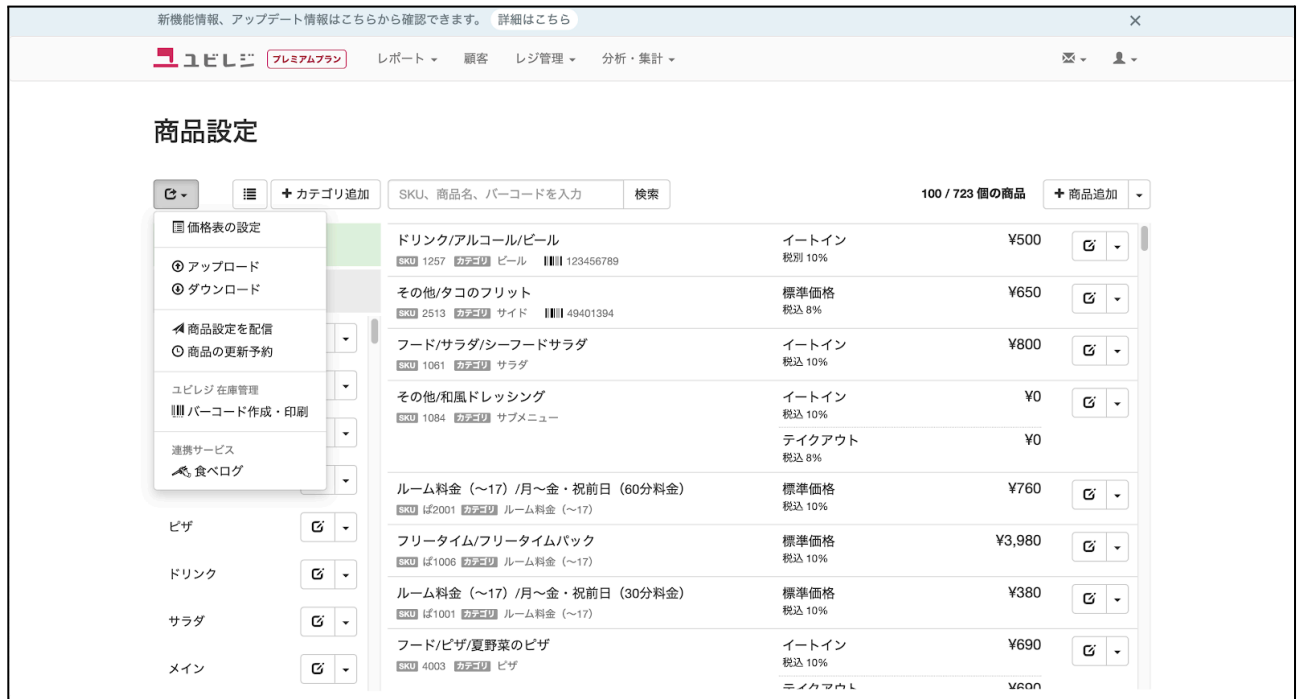 新機能情報、アップデート情報はこちらから確認できます。 詳細はこちら ×
ユビレジ プレミアムプラン レポート 顧客 レジ管理 分析・集計
商品設定
カテゴリ追加 SKU、商品名、バーコードを入力 検索 100 / 723 個の商品 商品追加
価格表の設定
アップロード
ダウンロード
商品設定を配信
商品の更新予約
ユビレジ 在庫管理
バーコード作成・印刷
連携サービス
食べログ
ピザ
ドリンク
サラダ
メイン
ドリンク/アルコール/ビール イートイン ¥500
SKU 1257 カテゴリ ビール 123456789 税別 10%
その他/タコのフリット 標準価格 ¥650
SKU 2513 カテゴリ サイド 49401394 税込 8%
フード/サラダ/シーフードサラダ イートイン ¥800
SKU 1061 カテゴリ サラダ 税込 10%
その他/和風ドレッシング イートイン ¥0
SKU 1084 カテゴリ サブメニュー 税込 10%
テイクアウト ¥0
税込 8%
ルーム料金（〜17）/月〜金・祝前日（60分料金） 標準価格 ¥760
SKU ぱ2001 カテゴリ ルーム料金（〜17） 税込 10%
フリータイム/フリータイムパック 標準価格 ¥3,980
SKU ぱ1006 カテゴリ ルーム料金（〜17） 税込 10%
ルーム料金（〜17）/月〜金・祝前日（30分料金） 標準価格 ¥380
SKU ぱ1001 カテゴリ ルーム料金（〜17） 税込 10%
フード/ピザ/夏野菜のピザ イートイン ¥690
SKU 4003 カテゴリ ピザ 税込 10%
テイクアウト ¥690